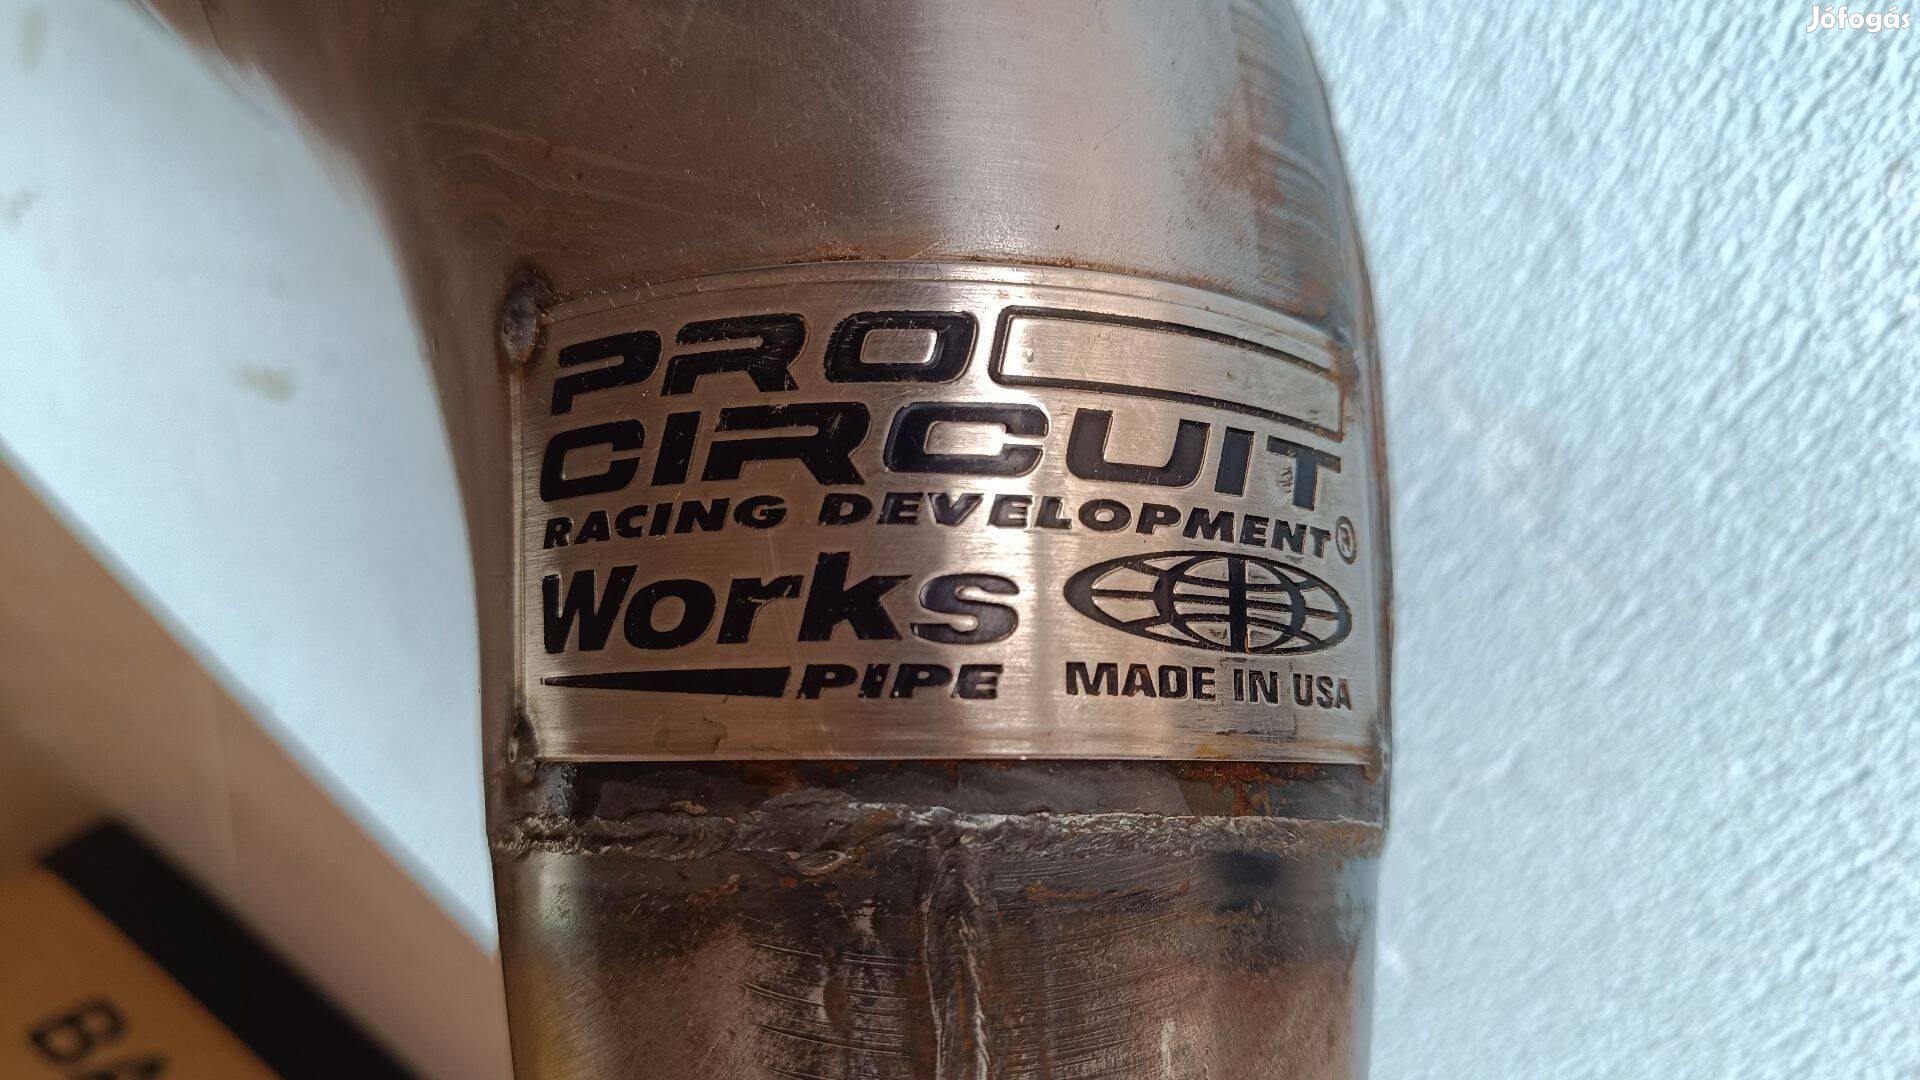 Jófogás
PRO
CIRCUIT
RACING DEVELOPMENT®
Works
PIPE
MADE IN USA